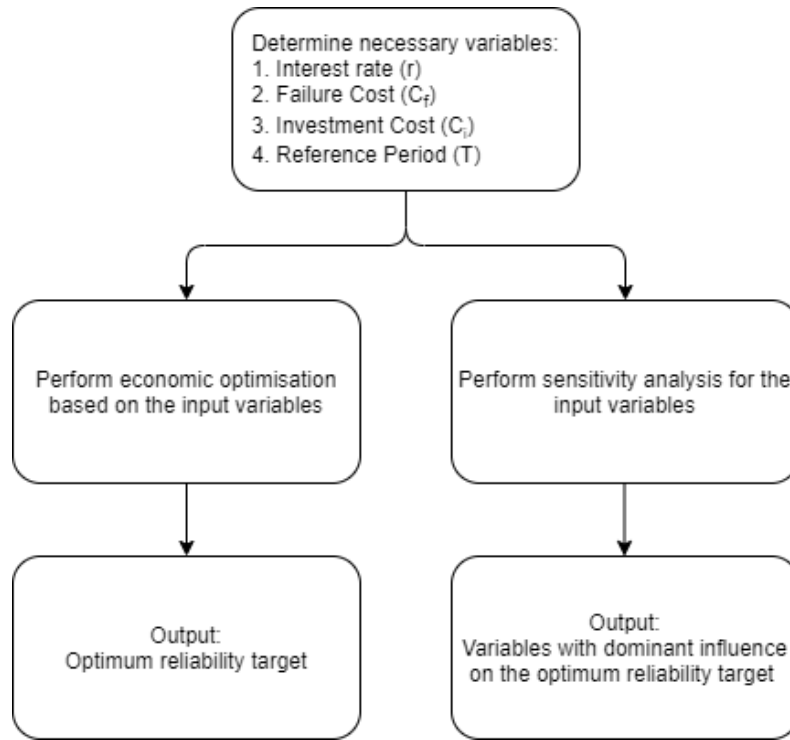 Determine necessary variables:
1. Interest rate (r)
2. Failure Cost (C_f)
3. Investment Cost (C_i)
4. Reference Period (T)
Perform economic optimisation
based on the input variables
Perform sensitivity analysis for the
input variables
Output:
Optimum reliability target
Output:
Variables with dominant influence
on the optimum reliability target